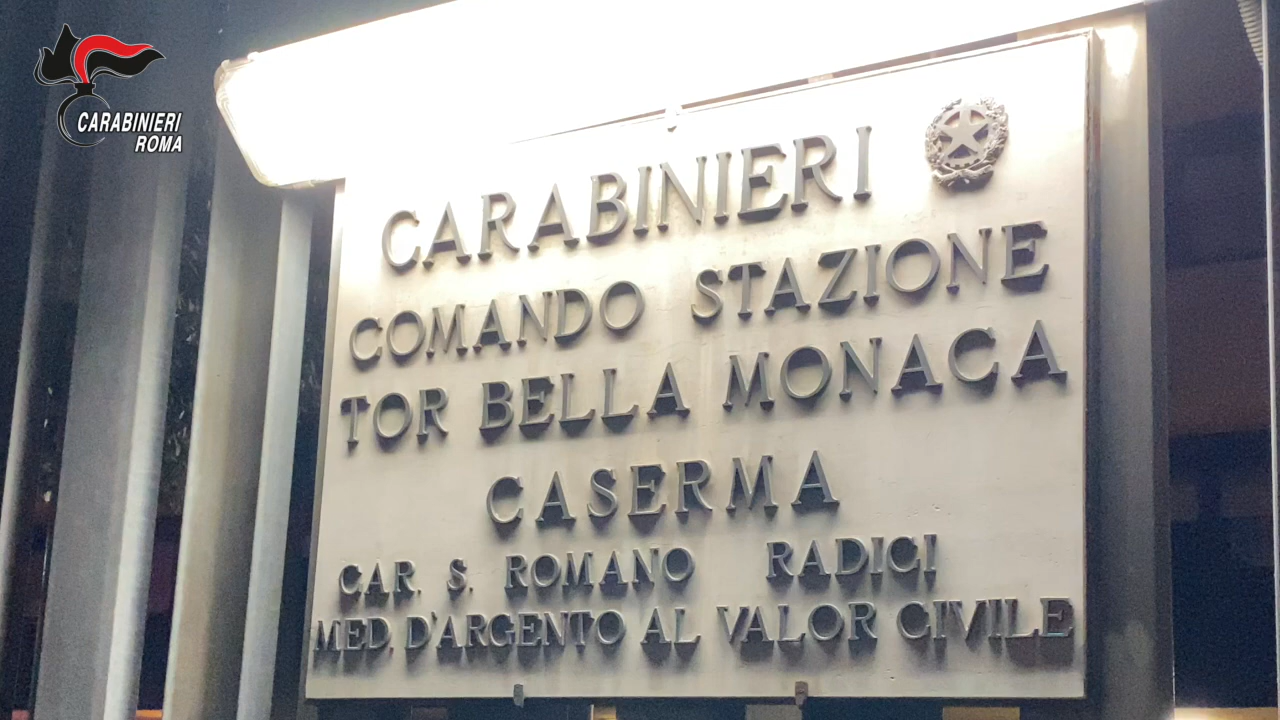 CARABINIERI
ROMA
CARABINIERI
COMANDO STAZIONE
TOR BELLA MONACA
CASERMA
CAR. S. ROMANO RADICI
MED. D'ARGENTO AL VALOR CIVILE